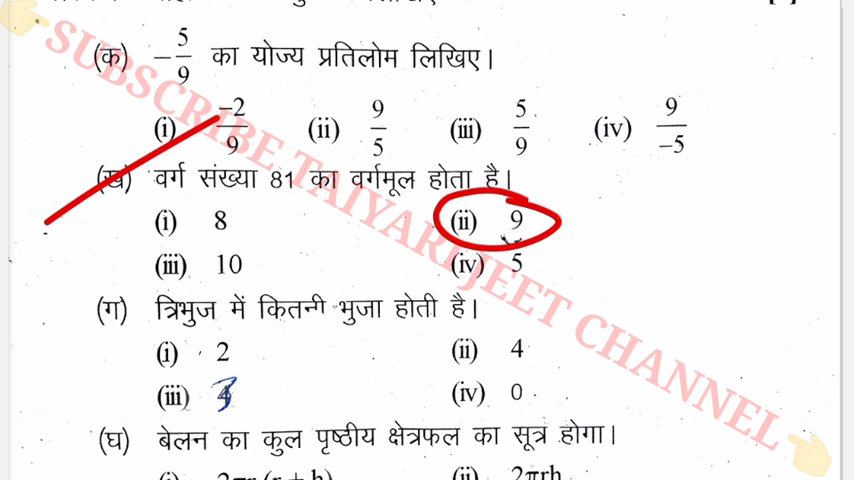 (क) -5/9 का योज्य प्रतिलोम लिखिए।
(i) -2/9 (ii) 9/5 (iii) 5/9 (iv) 9/-5
(ख) वर्ग संख्या 81 का वर्गमूल होता है।
(i) 8 (ii) 9
(iii) 10 (iv) 5
(ग) त्रिभुज में कितनी भुजा होती है।
(i) 2 (ii) 4
(iii) 3 (iv) 0
(घ) बेलन का कुल पृष्ठीय क्षेत्रफल का सूत्र होगा।
(i) 2πr(r + h) (ii) 2πrh
SUBSCRIBE TAIYARIJEET CHANNEL